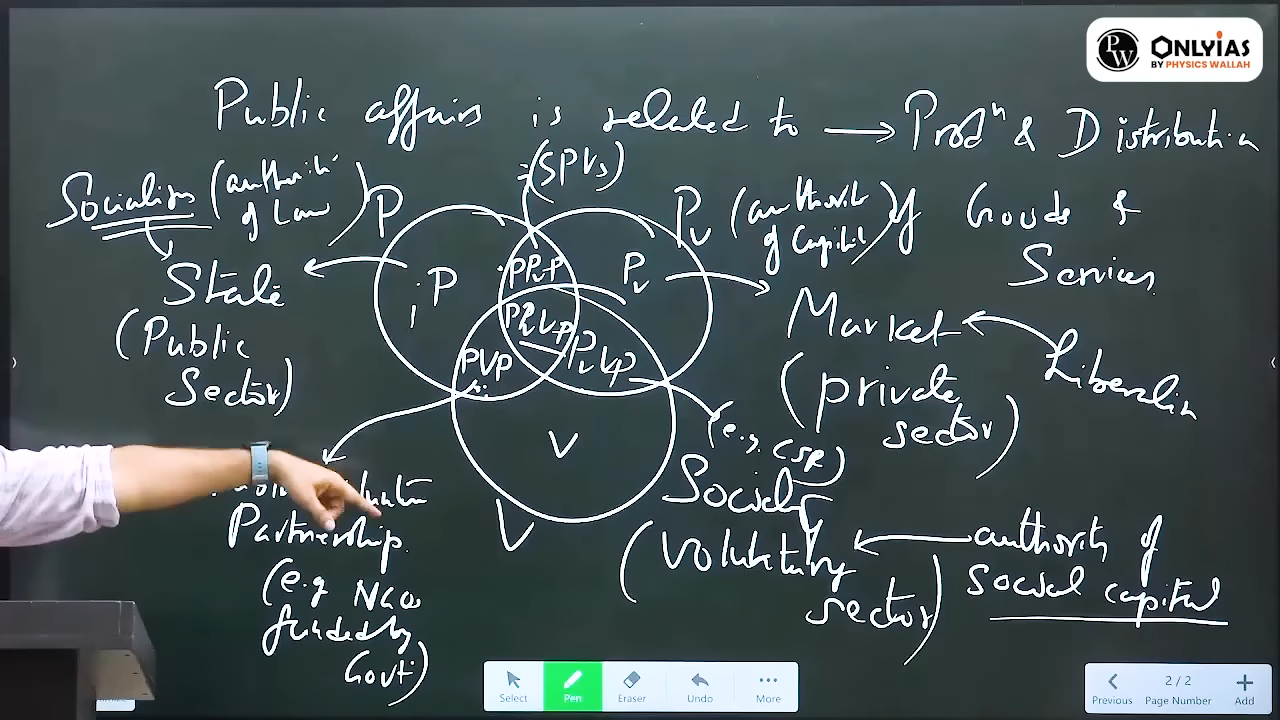 PW ONLYIAS
BY PHYSICS WALLAH
Public affairs is related to → Prodⁿ & Distribution
of Goods &
Services
Socialism (authority
of Law)
State
(Public
Sector)
P
(SPVs)
Pv (authority
of Capital)
P
PPvP
Pv
Market
(private
sector)
Liberalism
PPvVP
PVP
PvVP
V
V
(e.g. CSR)
Society
(Voluntary
sector)
authority of
social capital
Partnership
(e.g NGOs
funded by
Govt)
Select
Pen
Eraser
Undo
More
Previous
2 / 2
Page Number
Add